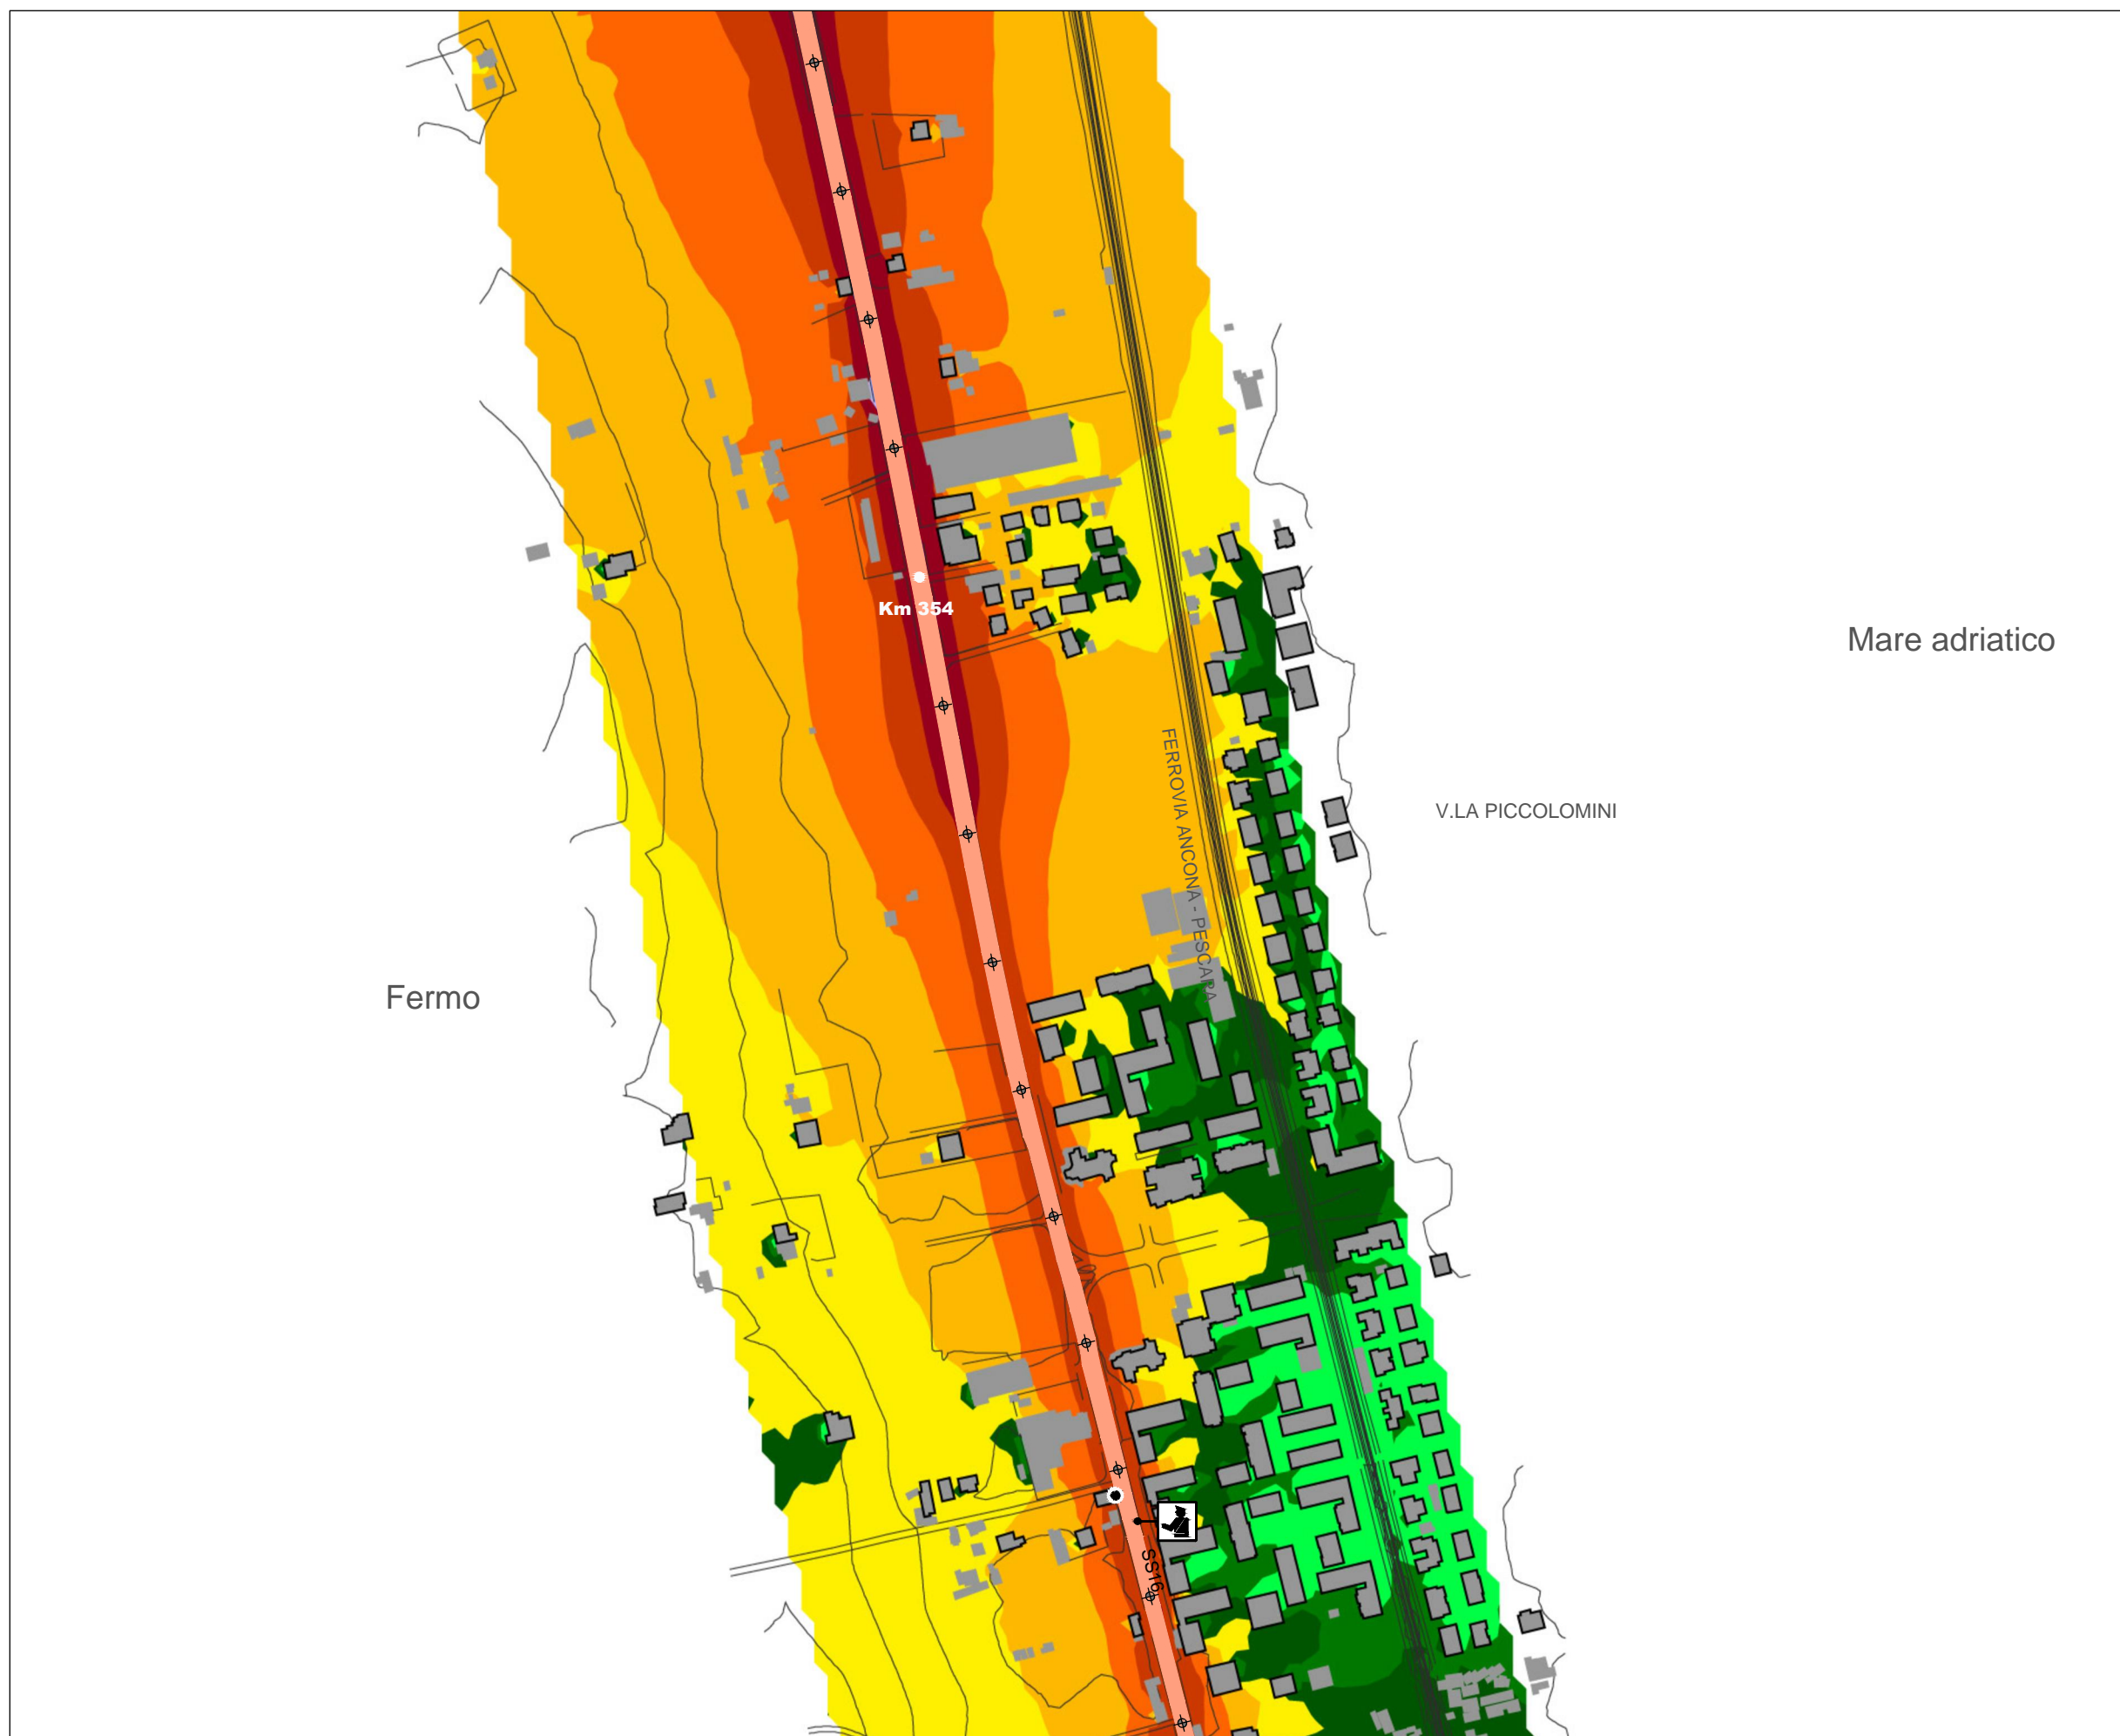 Km 354
Mare adriatico
FERROVIA ANCONA - PESCARA
V.LA PICCOLOMINI
Fermo
SS16